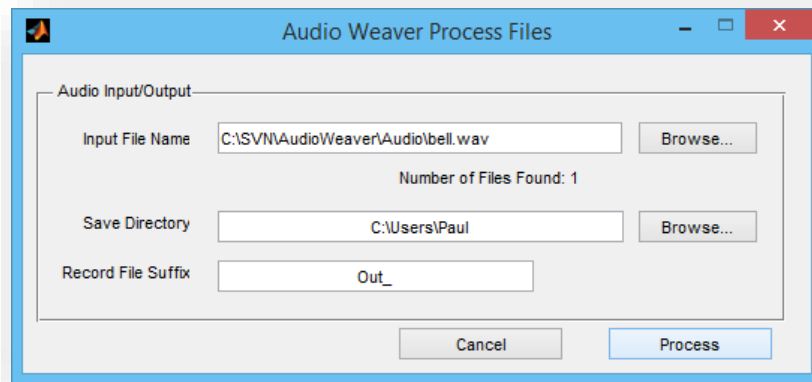 Audio Weaver Process Files
Audio Input/Output
Input File Name C:\SVN\AudioWeaver\Audio\bell.wav Browse...
Number of Files Found: 1
Save Directory C:\Users\Paul Browse...
Record File Suffix Out_
Cancel Process